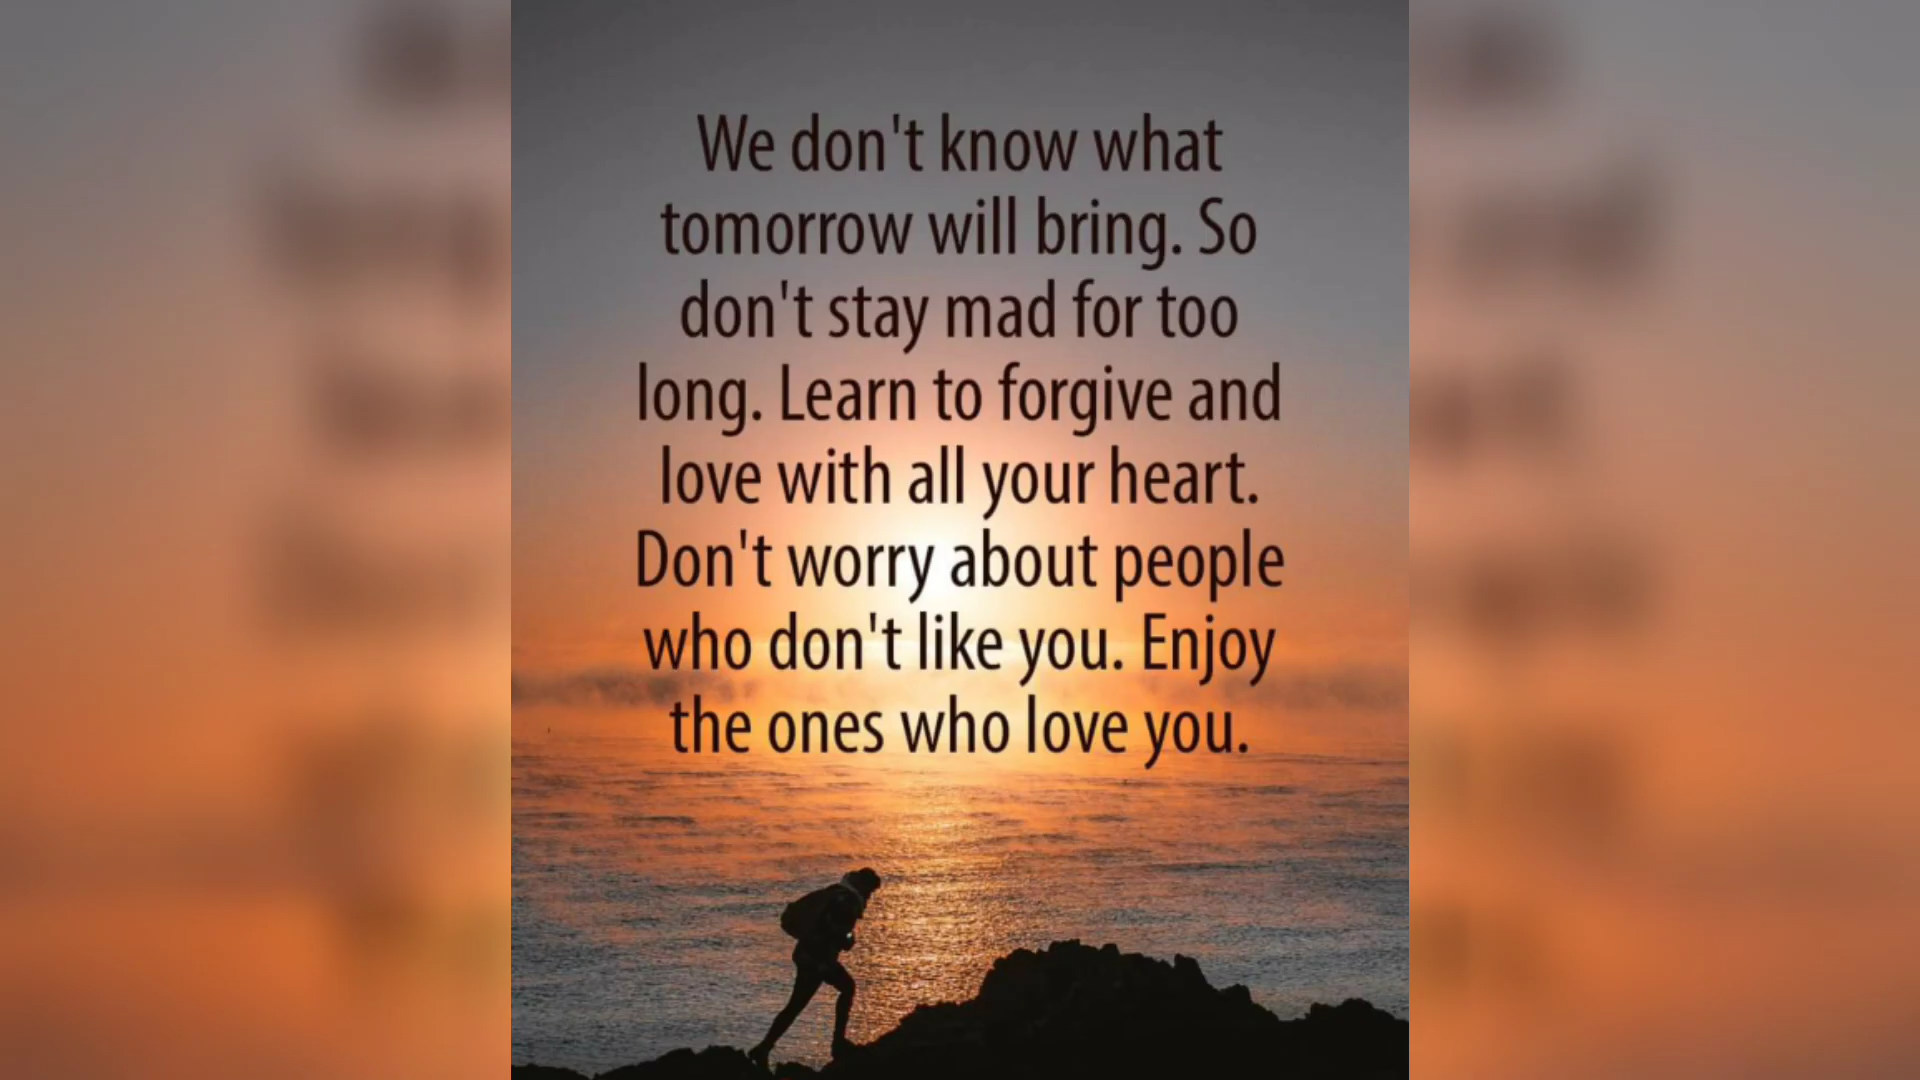 We don't know what
tomorrow will bring. So
don't stay mad for too
long. Learn to forgive and
love with all your heart.
Don't worry about people
who don't like you. Enjoy
the ones who love you.